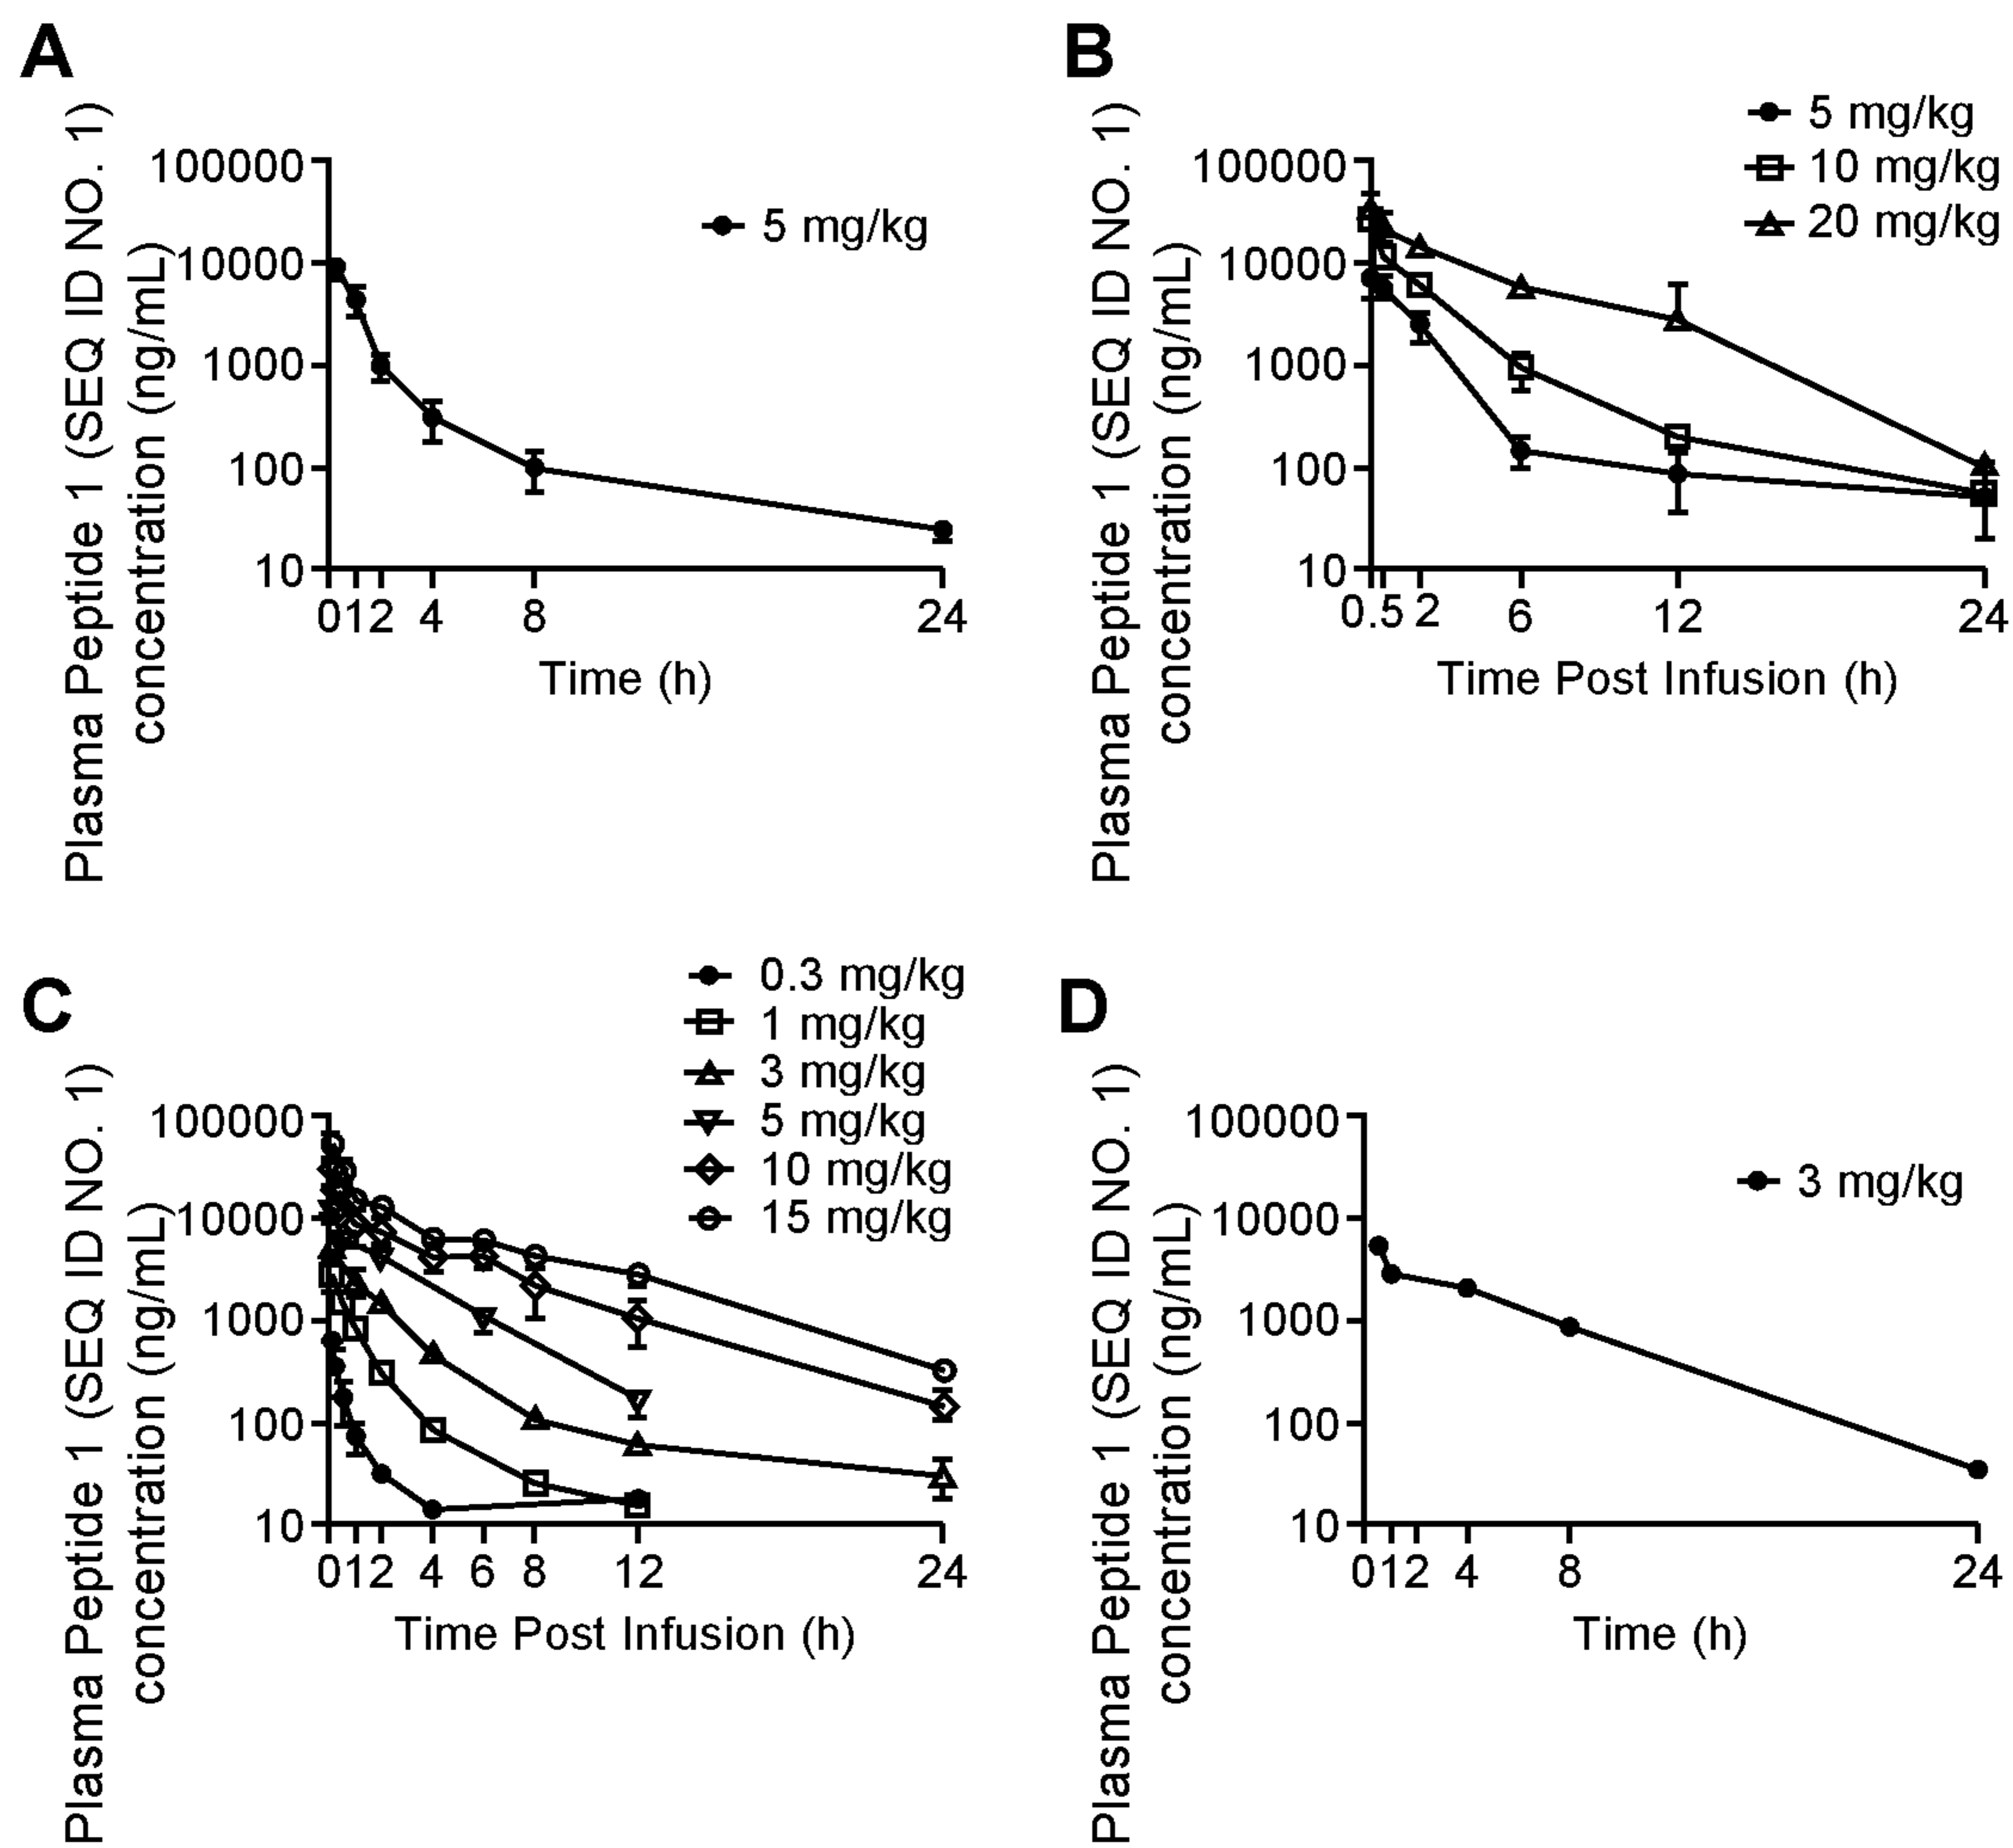 A
Plasma Peptide 1 (SEQ ID NO. 1)
concentration (ng/mL)
100000
10000
1000
100
10
0 1 2 4 8 24
Time (h)
5 mg/kg
B
Plasma Peptide 1 (SEQ ID NO. 1)
concentration (ng/mL)
100000
10000
1000
100
10
0.5 2 6 12 24
Time Post Infusion (h)
5 mg/kg
10 mg/kg
20 mg/kg
C
Plasma Peptide 1 (SEQ ID NO. 1)
concentration (ng/mL)
100000
10000
1000
100
10
0 1 2 4 6 8 12 24
Time Post Infusion (h)
0.3 mg/kg
1 mg/kg
3 mg/kg
5 mg/kg
10 mg/kg
15 mg/kg
D
Plasma Peptide 1 (SEQ ID NO. 1)
concentration (ng/mL)
100000
10000
1000
100
10
0 1 2 4 8 24
Time (h)
3 mg/kg